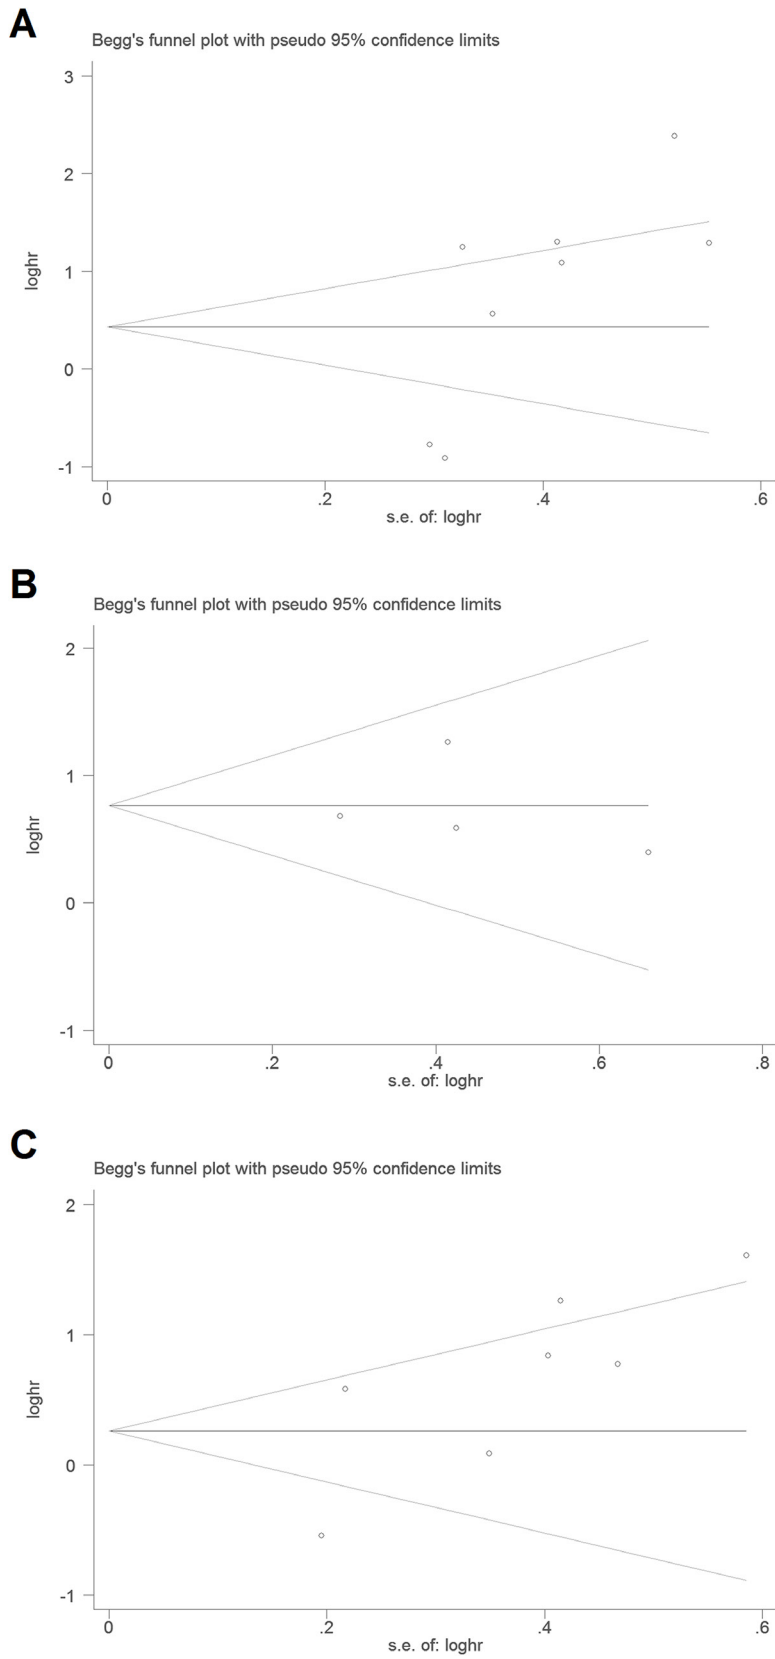 A
Begg's funnel plot with pseudo 95% confidence limits
3
2
1
0
-1
loghr
0 .2 .4 .6
s.e. of: loghr
B
Begg's funnel plot with pseudo 95% confidence limits
2
1
0
-1
loghr
0 .2 .4 .6 .8
s.e. of: loghr
C
Begg's funnel plot with pseudo 95% confidence limits
2
1
0
-1
loghr
0 .2 .4 .6
s.e. of: loghr